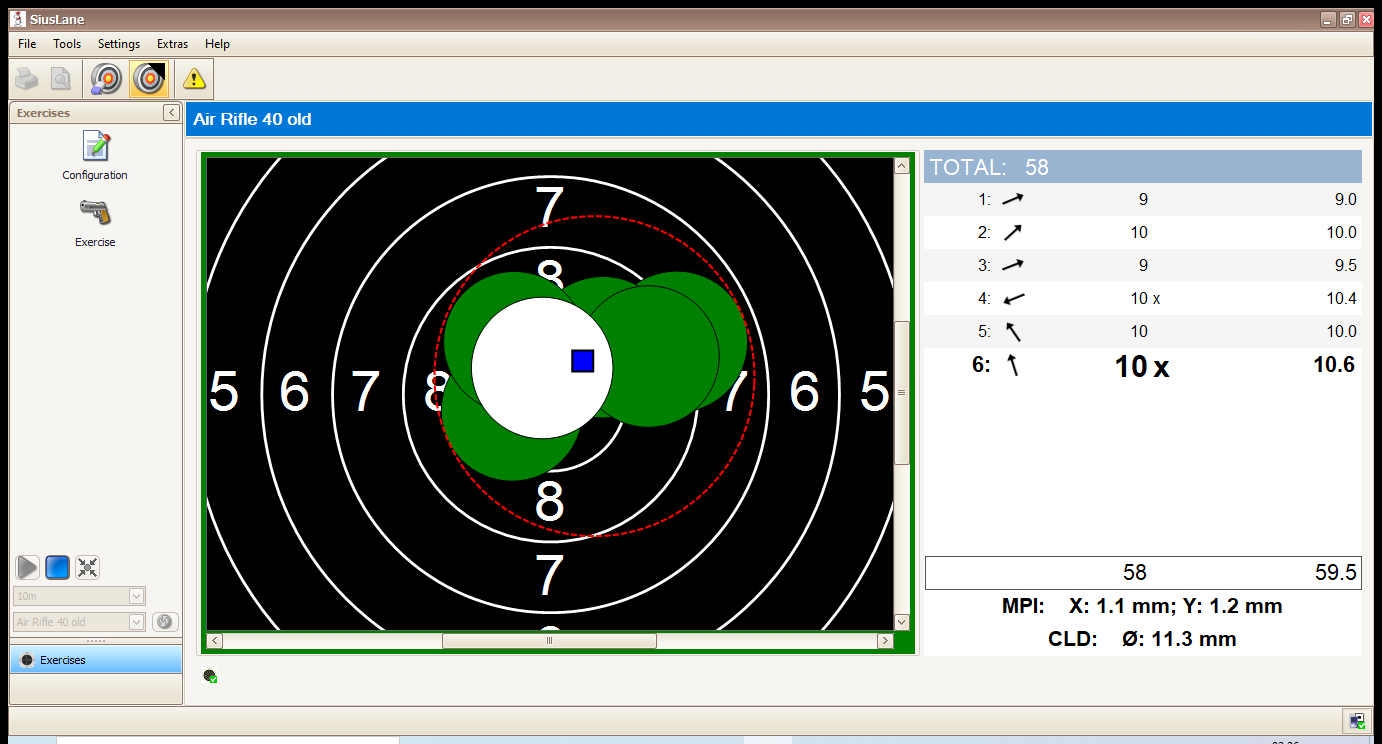 SiusLane
File Tools Settings Extras Help
Exercises
Configuration
Exercise
10m
Air Rifle 40 old
Exercises
Air Rifle 40 old
7
8
5 6 7 8 7 6 5
8
7
TOTAL: 58
1: 9 9.0
2: 10 10.0
3: 9 9.5
4: 10 x 10.4
5: 10 10.0
6: 10 x 10.6
58 59.5
MPI: X: 1.1 mm; Y: 1.2 mm
CLD: Ø: 11.3 mm